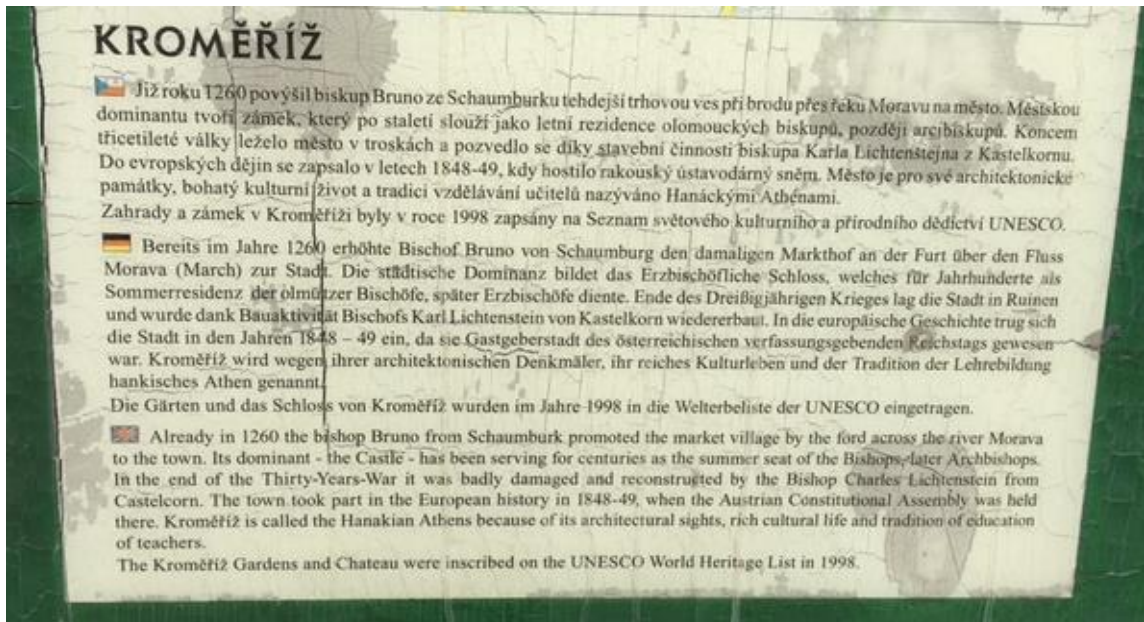 KROMĚŘÍŽ
Již roku 1260 povýšil biskup Bruno ze Schaumburku tehdejší trhovou ves při brodu přes řeku Moravu na město. Městskou
dominantu tvoří zámek, který po staletí slouží jako letní rezidence olomouckých biskupů, později arcibiskupů. Koncem
třicetileté války leželo město v troskách a pozvedlo se díky stavební činnosti biskupa Karla Lichtenštejna z Kastelkornu.
Do evropských dějin se zapsalo v letech 1848-49, kdy hostilo rakouský ústavodárný sněm. Město je pro své architektonické
památky, bohatý kulturní život a tradici vzdělávání učitelů nazýváno Hanáckými Athénami.
Zahrady a zámek v Kroměříži byly v roce 1998 zapsány na Seznam světového kulturního a přírodního dědictví UNESCO.
Bereits im Jahre 1260 erhöhte Bischof Bruno von Schaumburg den damaligen Markthof an der Furt über den Fluss
Morava (March) zur Stadt. Die städtische Dominanz bildet das Erzbischöfliche Schloss, welches für Jahrhunderte als
Sommerresidenz der olmützer Bischöfe, später Erzbischöfe diente. Ende des Dreißigjährigen Krieges lag die Stadt in Ruinen
und wurde dank Bauaktivität Bischofs Karl Lichtenstein von Kastelkorn wiedererbaut. In die europäische Geschichte trug sich
die Stadt in den Jahren 1848 – 49 ein, da sie Gastgeberstadt des österreichischen verfassungsgebenden Reichstags gewesen
war. Kroměříž wird wegen ihrer architektonischen Denkmäler, ihr reiches Kulturleben und der Tradition der Lehrebildung
hankisches Athen genannt.
Die Gärten und das Schloss von Kroměříž wurden im Jahre 1998 in die Welterbeliste der UNESCO eingetragen.
Already in 1260 the bishop Bruno from Schaumburk promoted the market village by the ford across the river Morava
to the town. Its dominant - the Castle - has been serving for centuries as the summer seat of the Bishops, later Archbishops.
In the end of the Thirty-Years-War it was badly damaged and reconstructed by the Bishop Charles Lichtenstein from
Castelcorn. The town took part in the European history in 1848-49, when the Austrian Constitutional Assembly was held
there. Kroměříž is called the Hanakian Athens because of its architectural sights, rich cultural life and tradition of education
of teachers.
The Kroměříž Gardens and Chateau were inscribed on the UNESCO World Heritage List in 1998.